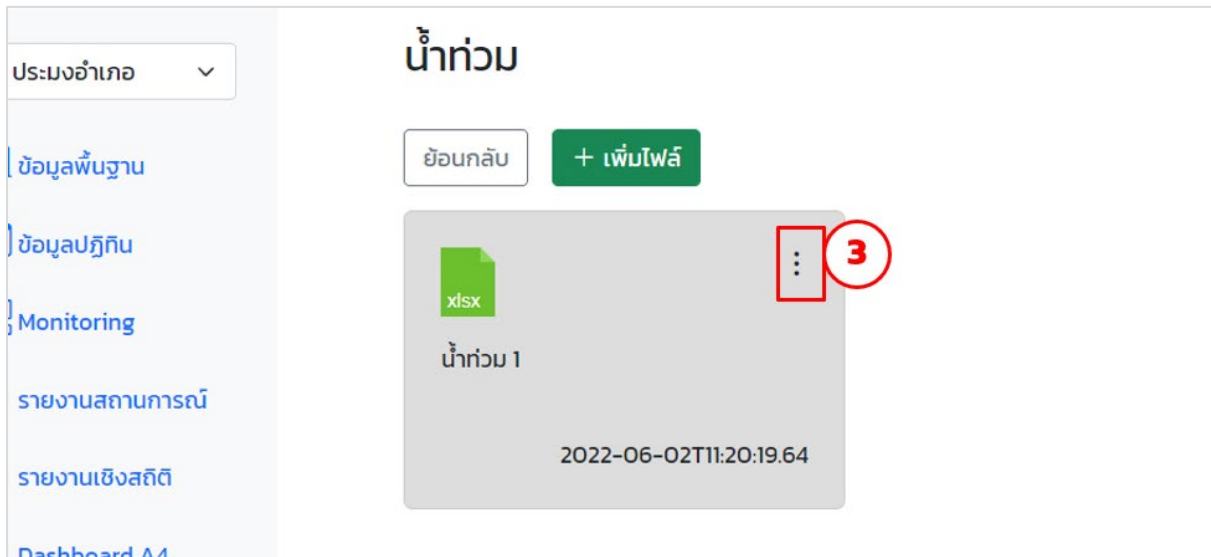 ประมงอำเภอ
ข้อมูลพื้นฐาน
ข้อมูลปฏิทิน
Monitoring
รายงานสถานการณ์
รายงานเชิงสถิติ
Dashboard A4
น้ำท่วม
ย้อนกลับ
+ เพิ่มไฟล์
3
xlsx
น้ำท่วม 1
2022-06-02T11:20:19.64